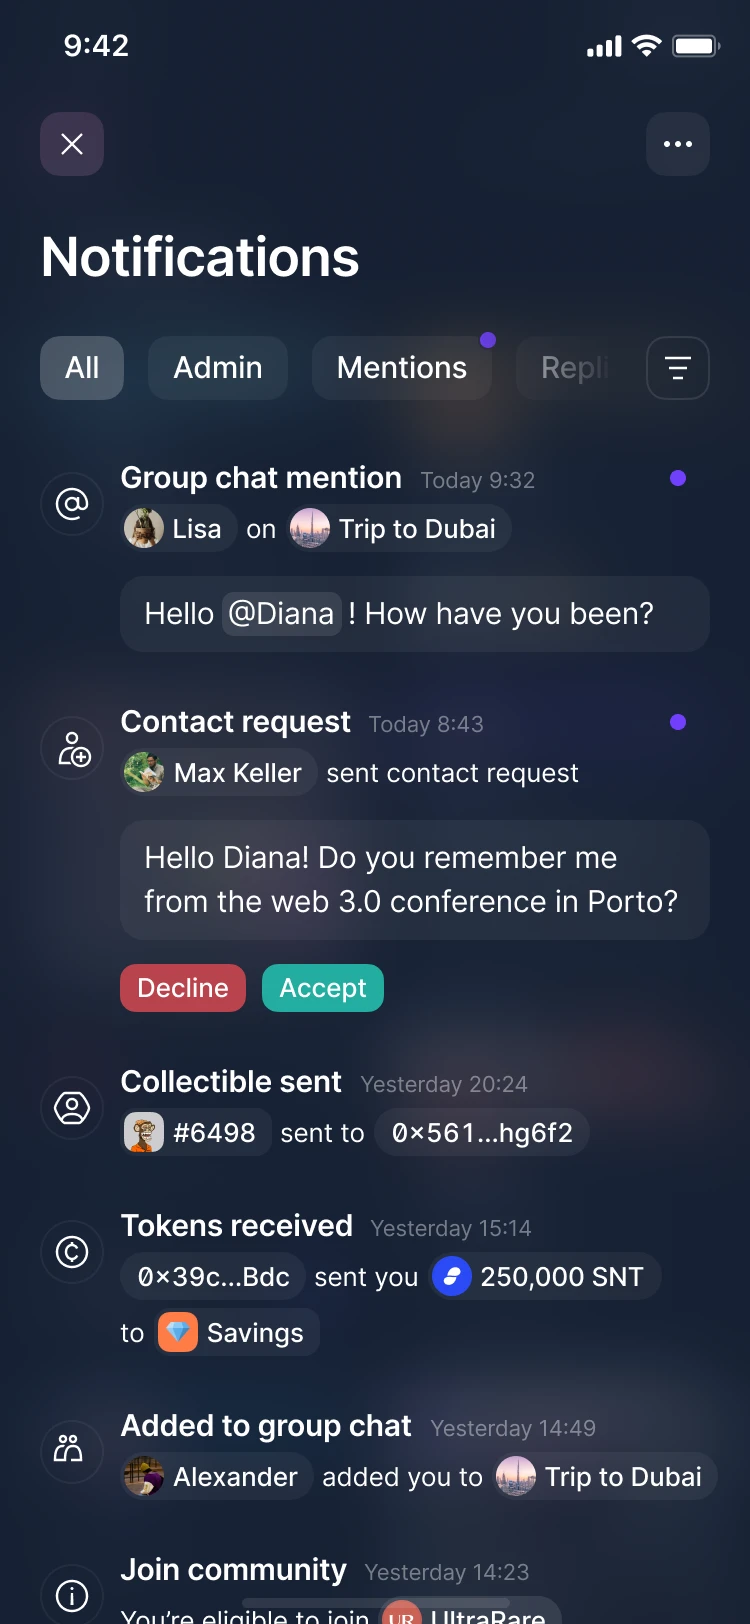 9:42
Notifications
All Admin Mentions Repli
Group chat mention Today 9:32
Lisa on Trip to Dubai
Hello @Diana ! How have you been?
Contact request Today 8:43
Max Keller sent contact request
Hello Diana! Do you remember me
from the web 3.0 conference in Porto?
Decline Accept
Collectible sent Yesterday 20:24
#6498 sent to 0×561...hg6f2
Tokens received Yesterday 15:14
0×39c...Bdc sent you 250,000 SNT
to Savings
Added to group chat Yesterday 14:49
Alexander added you to Trip to Dubai
Join community Yesterday 14:23
You’re eligible to join UR UltraRare